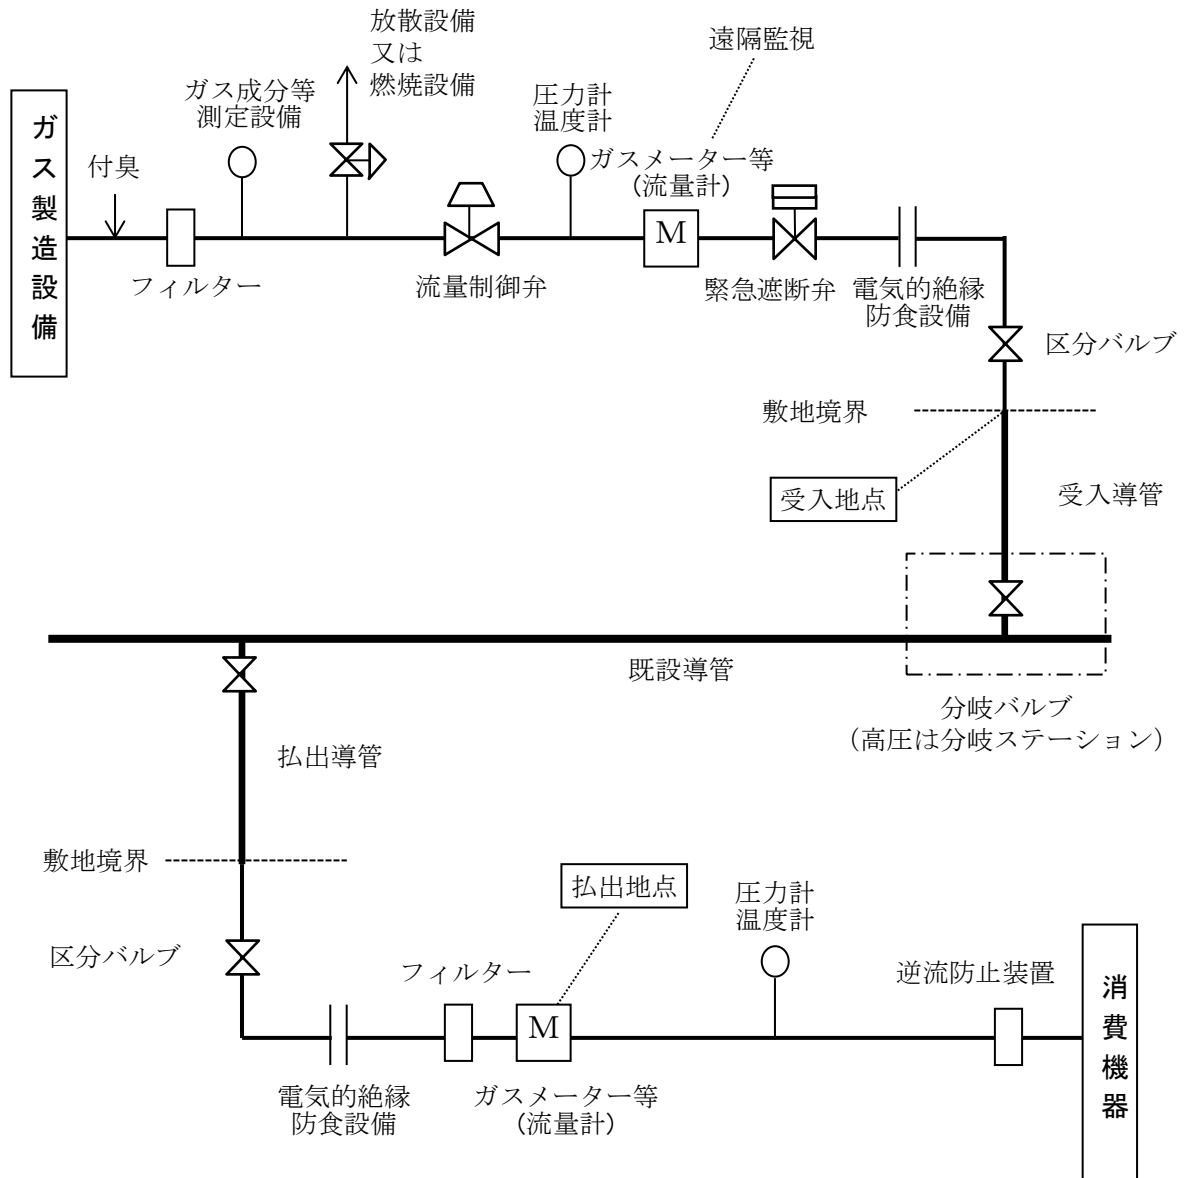 放散設備
又は
燃焼設備
遠隔監視
ガス成分等
測定設備
圧力計
温度計
ガス製造設備
付臭
ガスメーター等
（流量計）
M
フィルター
流量制御弁
緊急遮断弁
電気的絶縁
防食設備
区分バルブ
敷地境界
受入地点
受入導管
既設導管
分岐バルブ
（高圧は分岐ステーション）
払出導管
敷地境界
払出地点
圧力計
温度計
区分バルブ
フィルター
逆流防止装置
M
消費機器
電気的絶縁
防食設備
ガスメーター等
（流量計）